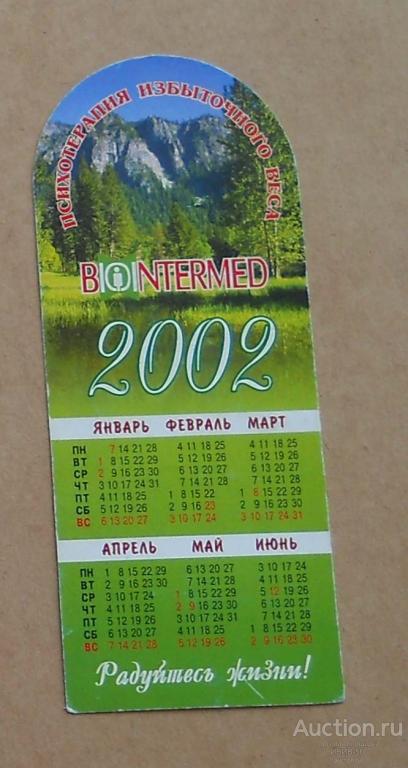 ПСИХОТЕРАПИЯ ИЗБЫТОЧНОГО ВЕСА
BIOINTERMED
2002
ЯНВАРЬ ФЕВРАЛЬ МАРТ
ПН 7 14 21 28 4 11 18 25 4 11 18 25
ВТ 1 8 15 22 29 5 12 19 26 5 12 19 26
СР 2 9 16 23 30 6 13 20 27 6 13 20 27
ЧТ 3 10 17 24 31 7 14 21 28 7 14 21 28
ПТ 4 11 18 25 1 8 15 22 1 8 15 22 29
СБ 5 12 19 26 2 9 16 23 2 9 16 23 30
ВС 6 13 20 27 3 10 17 24 3 10 17 24 31
АПРЕЛЬ МАЙ ИЮНЬ
ПН 1 8 15 22 29 6 13 20 27 3 10 17 24
ВТ 2 9 16 23 30 7 14 21 28 4 11 18 25
СР 3 10 17 24 1 8 15 22 29 5 12 19 26
ЧТ 4 11 18 25 2 9 16 23 30 6 13 20 27
ПТ 5 12 19 26 3 10 17 24 31 7 14 21 28
СБ 6 13 20 27 4 11 18 25 1 8 15 22 29
ВС 7 14 21 28 5 12 19 26 2 9 16 23 30
Радуйтесь жизни!
Auction.ru